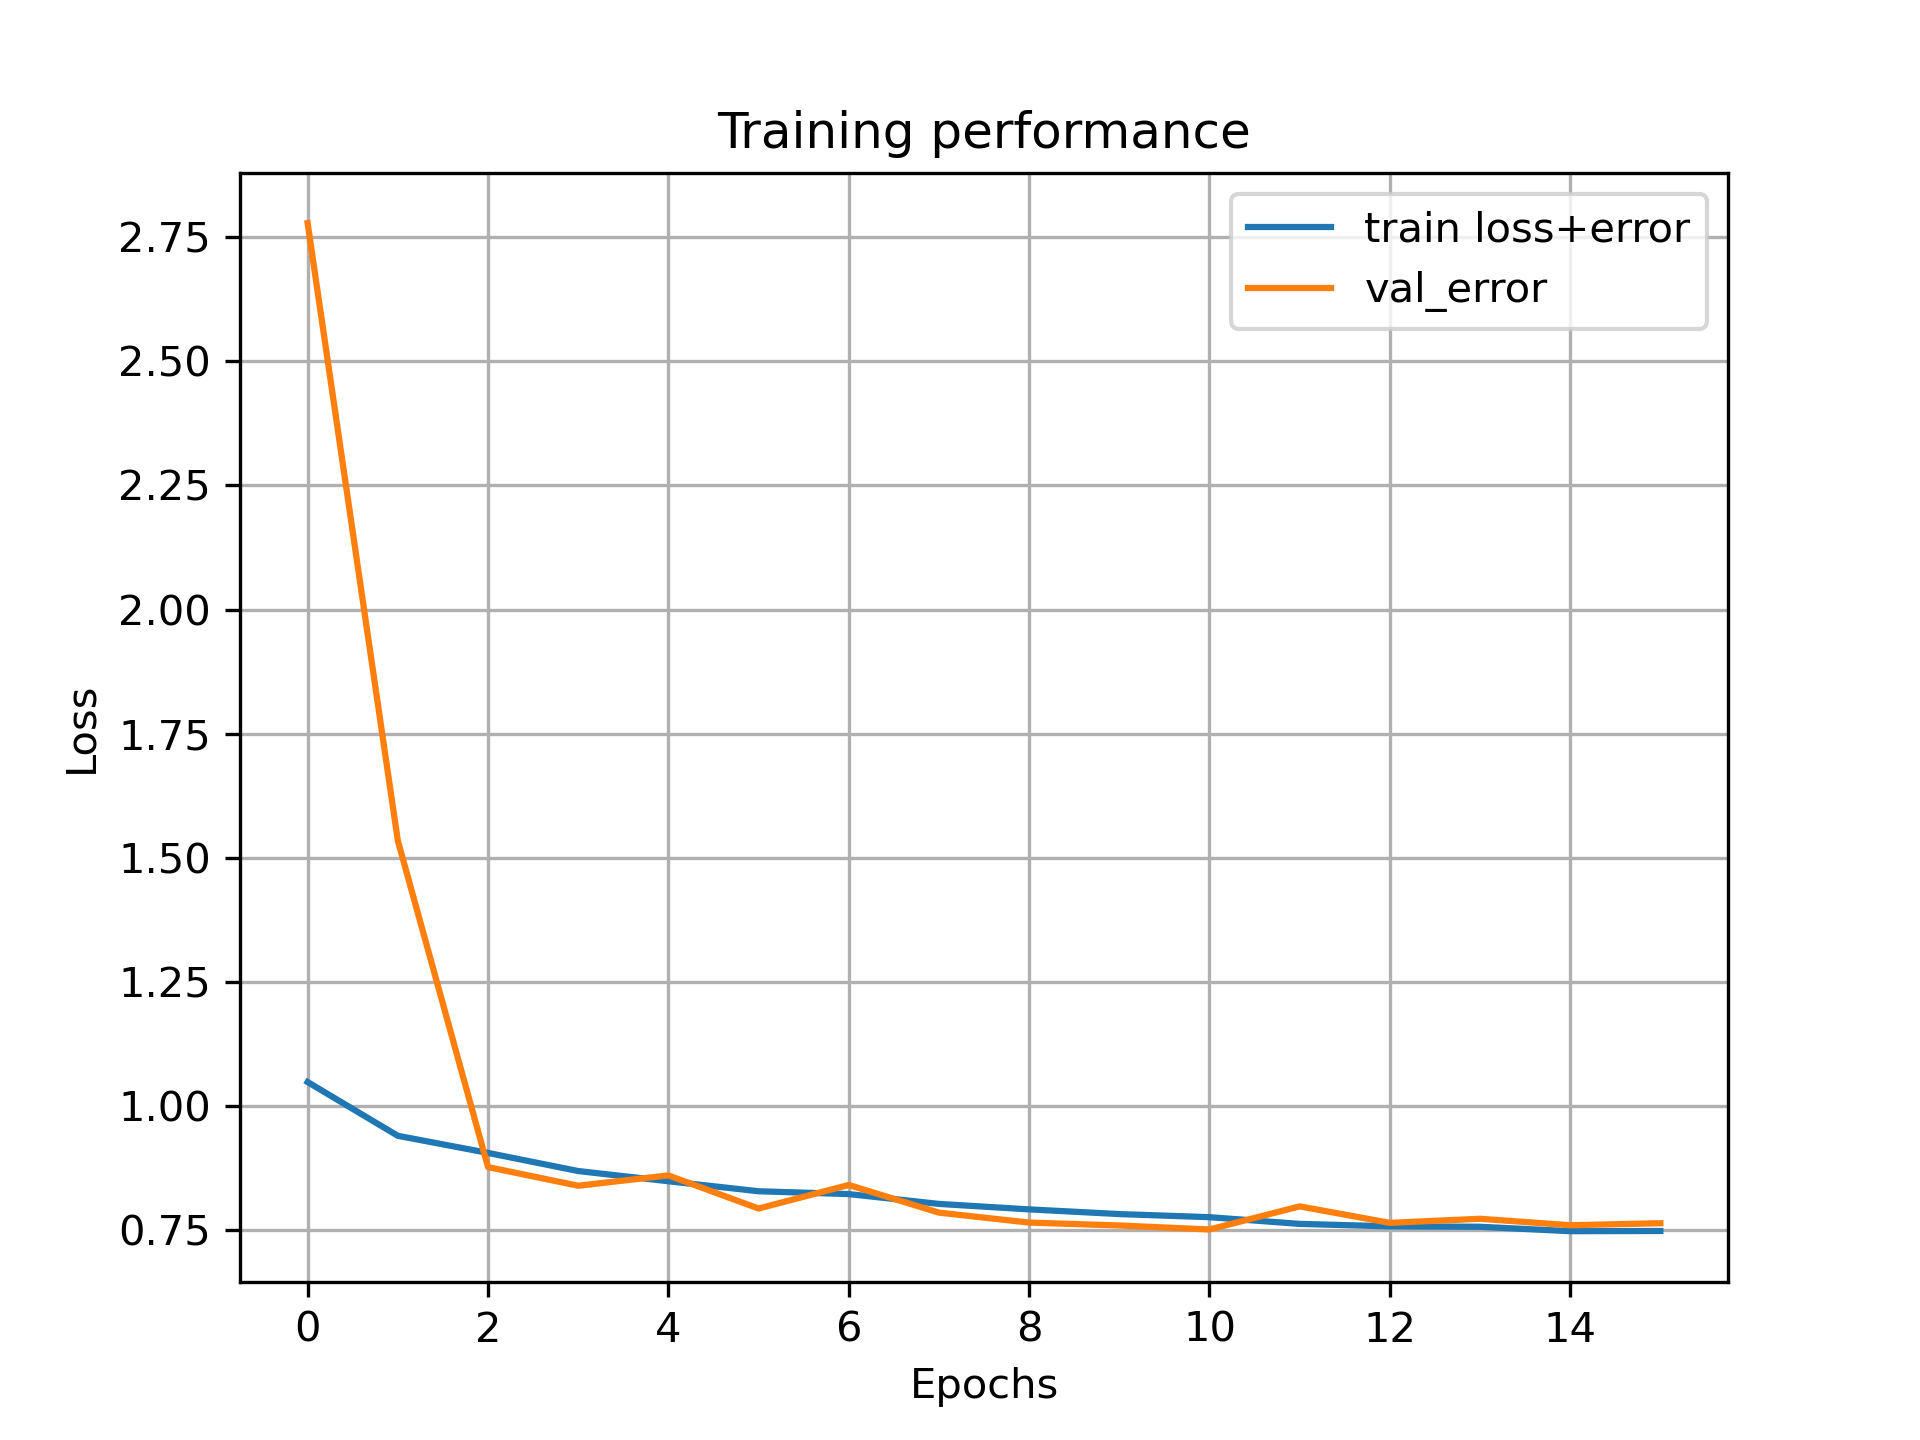 Training performance
train loss+error
val_error
2.75
2.50
2.25
2.00
1.75
1.50
1.25
1.00
0.75
Loss
0 2 4 6 8 10 12 14
Epochs